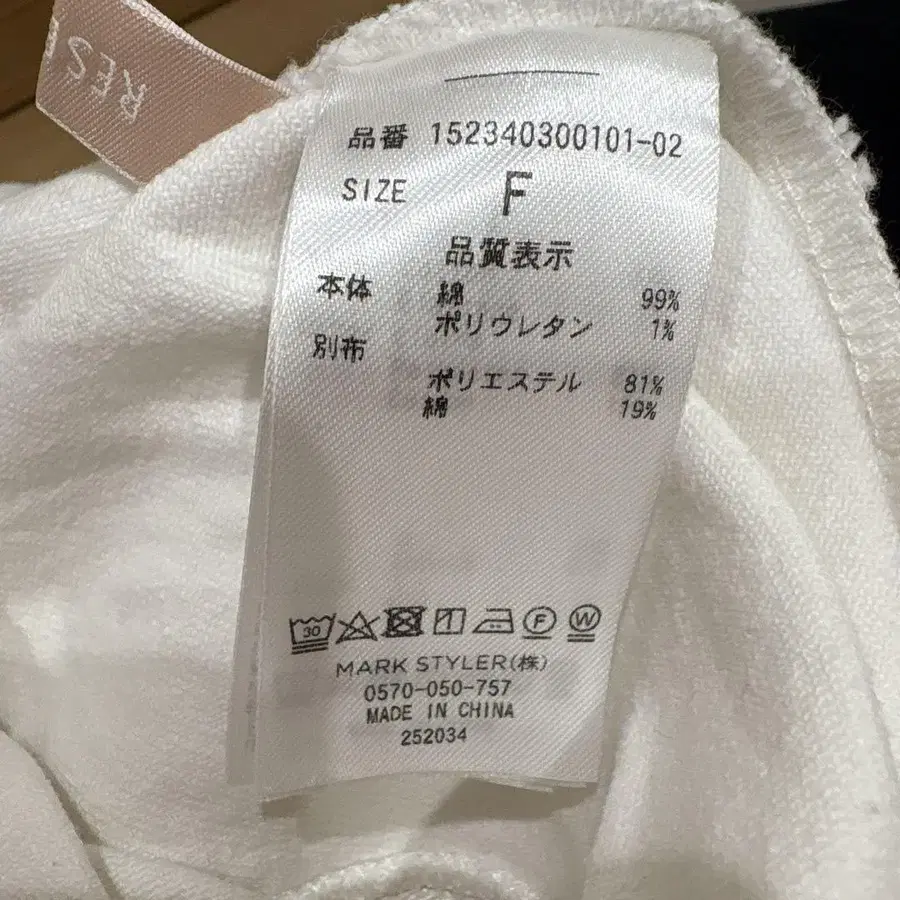 RES
品番 152340300101-02
SIZE F
品質表示
本体 綿 99%
ポリウレタン 1%
別布
ポリエステル 81%
綿 19%
30 F W
MARK STYLER(株)
0570-050-757
MADE IN CHINA
252034